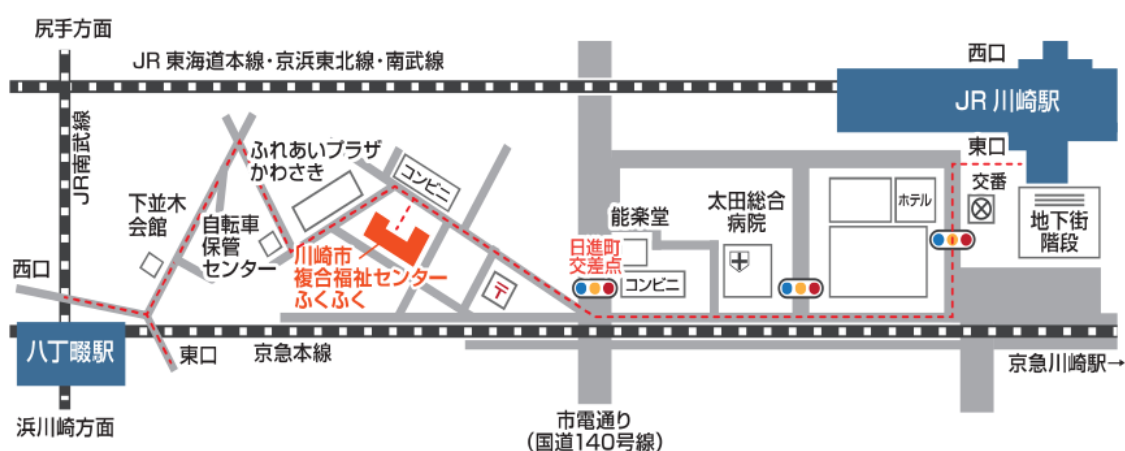 尻手方面
JR 東海道本線・京浜東北線・南武線
西口
JR 川崎駅
JR南武線
東口
ふれあいプラザ
かわさき
コンビニ
交番
下並木
会館
自転車
保管
センター
太田総合
病院
ホテル
能楽堂
地下街
階段
川崎市
複合福祉センター
ふくふく
日進町
交差点
西口
〒
コンビニ
八丁畷駅
東口
京急本線
京急川崎駅→
浜川崎方面
市電通り
(国道140号線)